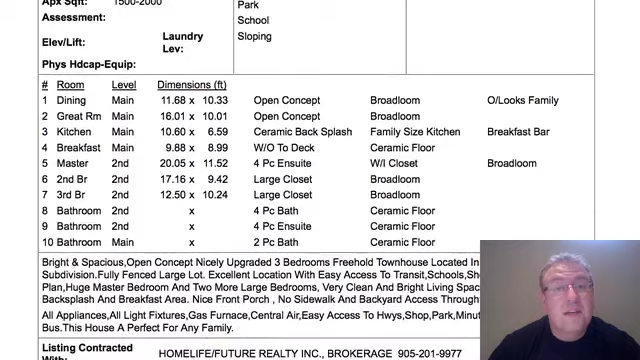 Apx Sqft: 1500-2000
Park
Assessment:
School
Elev/Lift:
Laundry Lev:
Sloping
Phys Hdcap-Equip:
# Room Level Dimensions (ft)
1 Dining Main 11.68 x 10.33 Open Concept Broadloom O/Looks Family
2 Great Rm Main 16.01 x 10.01 Open Concept Broadloom
3 Kitchen Main 10.60 x 6.59 Ceramic Back Splash Family Size Kitchen Breakfast Bar
4 Breakfast Main 9.88 x 8.99 W/O To Deck Ceramic Floor
5 Master 2nd 20.05 x 11.52 4 Pc Ensuite W/I Closet Broadloom
6 2nd Br 2nd 17.16 x 9.42 Large Closet Broadloom
7 3rd Br 2nd 12.50 x 10.24 Large Closet Broadloom
8 Bathroom 2nd x 4 Pc Bath Ceramic Floor
9 Bathroom 2nd x 4 Pc Ensuite Ceramic Floor
10 Bathroom Main x 2 Pc Bath Ceramic Floor
Bright & Spacious,Open Concept Nicely Upgraded 3 Bedrooms Freehold Townhouse Located In
Subdivision.Fully Fenced Large Lot. Excellent Location With Easy Access To Transit,Schools,
Plan,Huge Master Bedroom And Two More Large Bedrooms, Very Clean And Bright Living
Backsplash And Breakfast Area. Nice Front Porch , No Sidewalk And Backyard Access Through
All Appliances,All Light Fixtures,Gas Furnace,Central Air,Easy Access To Hwys,Shop,Park,
Bus.This House A Perfect For Any Family.
Listing Contracted With: HOMELIFE/FUTURE REALTY INC., BROKERAGE 905-201-9977